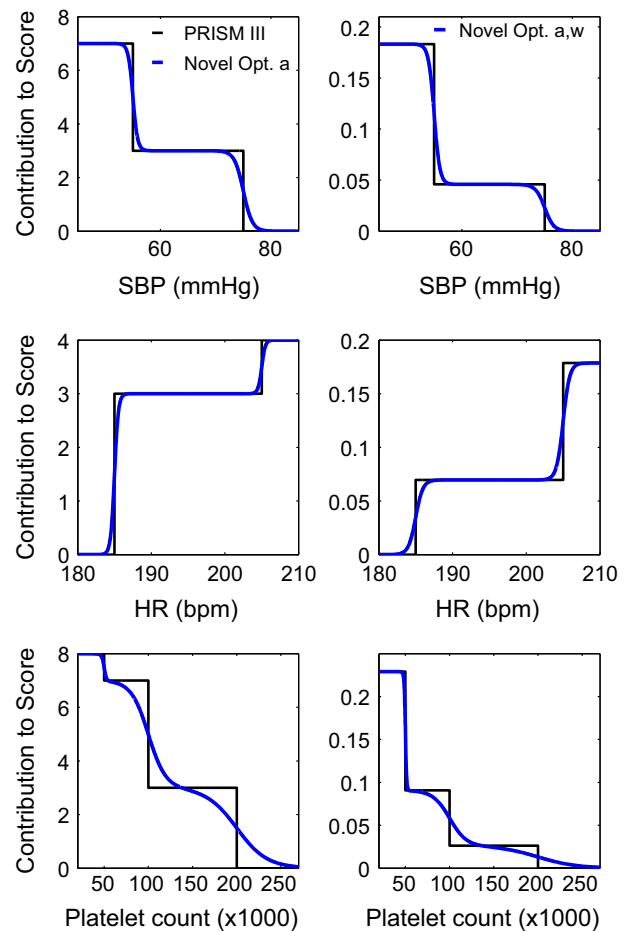 PRISM III
Novel Opt. a
Contribution to Score
8
7
6
5
4
3
2
1
0
60 80
SBP (mmHg)
Novel Opt. a,w
0.2
0.15
0.1
0.05
0
60 80
SBP (mmHg)
Contribution to Score
4
3
2
1
0
180 190 200 210
HR (bpm)
0.2
0.15
0.1
0.05
0
180 190 200 210
HR (bpm)
Contribution to Score
8
6
4
2
0
50 100 150 200 250
Platelet count (x1000)
0.2
0.15
0.1
0.05
0
50 100 150 200 250
Platelet count (x1000)